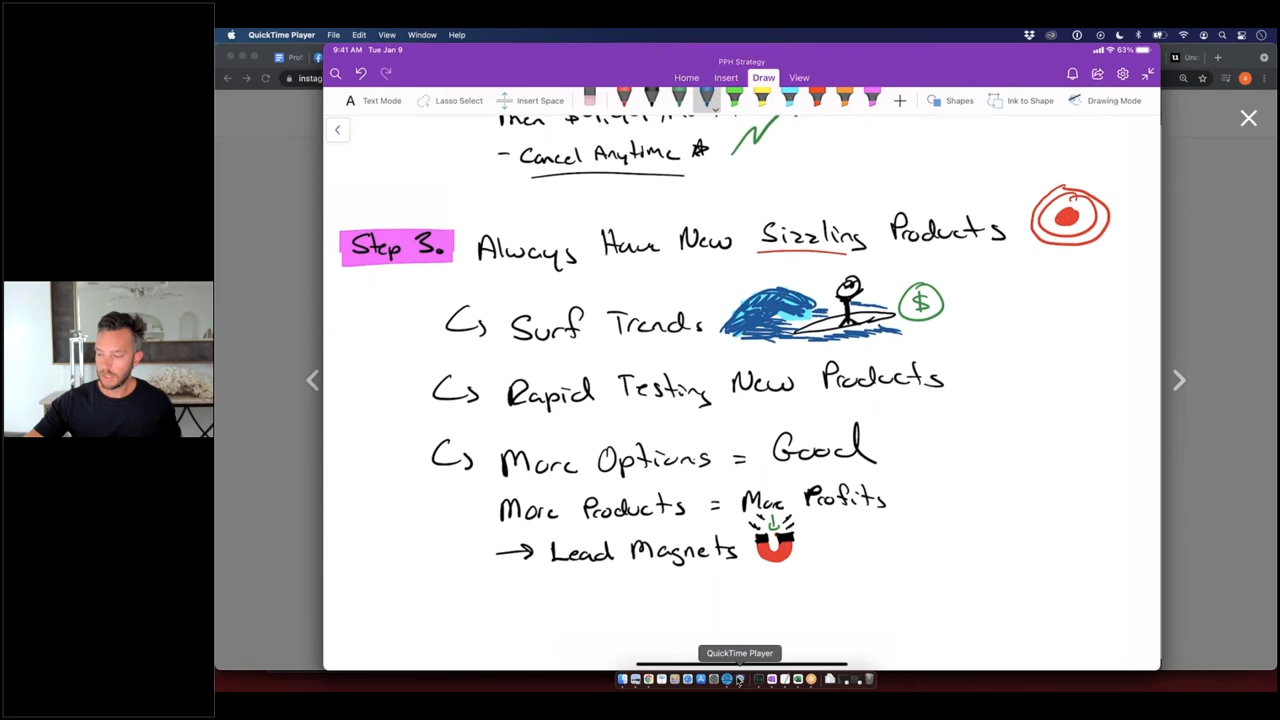 QuickTime Player File Edit View Window Help
9:41 AM Tue Jan 9
63%
PPH Strategy
Home Insert Draw View
instag
Text Mode Lasso Select Insert Space Shapes Ink to Shape Drawing Mode
Then
- Cancel Anytime
Step 3. Always Have New Sizzling Products
Surf Trends $
Rapid Testing New Products
More Options = Good
More Products = More Profits
→ Lead Magnets
QuickTime Player